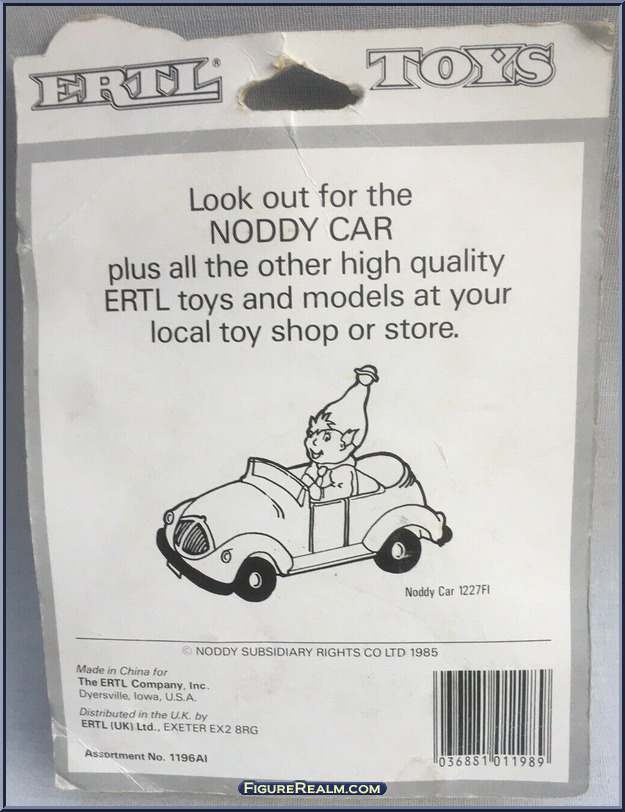 ERTL® TOYS
Look out for the
NODDY CAR
plus all the other high quality
ERTL toys and models at your
local toy shop or store.
Noddy Car 1227FI
© NODDY SUBSIDIARY RIGHTS CO LTD 1985
Made in China for
The ERTL Company, Inc.
Dyersville, Iowa, U.S.A.
Distributed in the U.K. by
ERTL (UK) Ltd., EXETER EX2 8RG
Assortment No. 1196AI
036881 011989
FIGUREREALM.COM